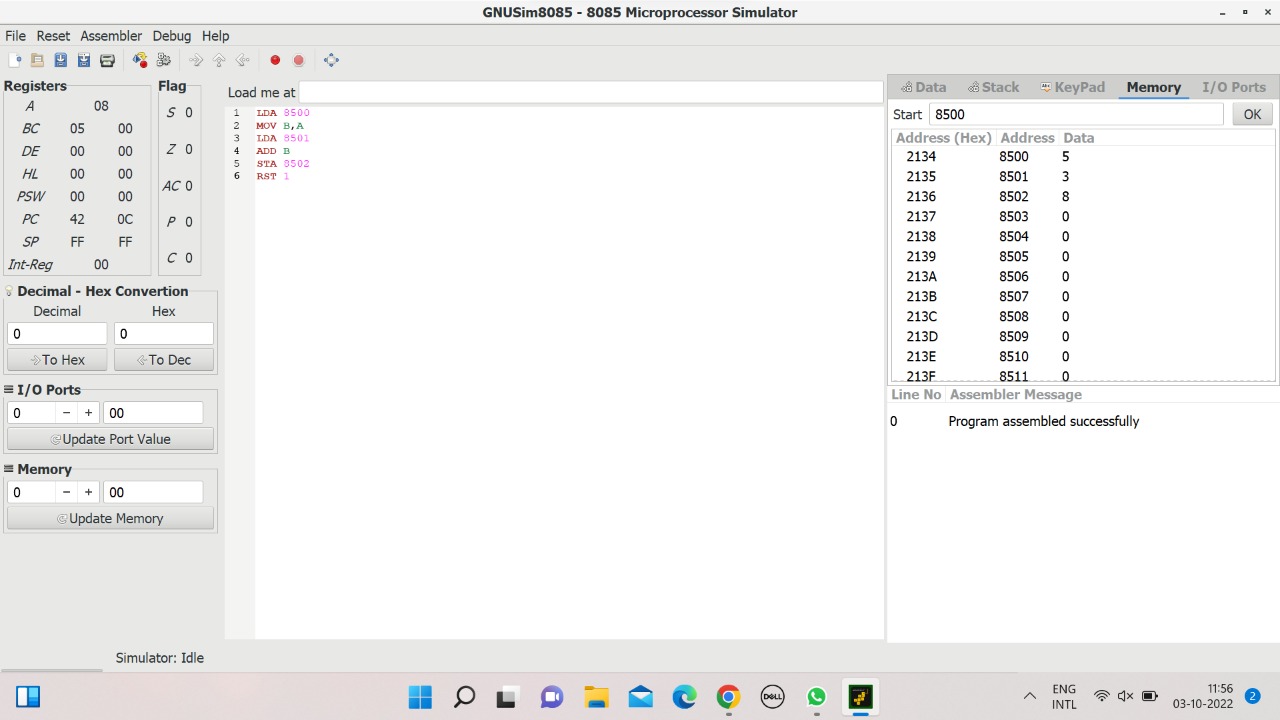 GNUSim8085 - 8085 Microprocessor Simulator
File Reset Assembler Debug Help
Registers
A 08
BC 05 00
DE 00 00
HL 00 00
PSW 00 00
PC 42 0C
SP FF FF
Int-Reg 00
Flag
S 0
Z 0
AC 0
P 0
C 0
Decimal - Hex Convertion
Decimal Hex
0 0
To Hex To Dec
I/O Ports
0 − + 00
Update Port Value
Memory
0 − + 00
Update Memory
Load me at
1 LDA 8500
2 MOV B,A
3 LDA 8501
4 ADD B
5 STA 8502
6 RST 1
Data Stack KeyPad Memory I/O Ports
Start 8500 OK
Address (Hex) Address Data
2134 8500 5
2135 8501 3
2136 8502 8
2137 8503 0
2138 8504 0
2139 8505 0
213A 8506 0
213B 8507 0
213C 8508 0
213D 8509 0
213E 8510 0
213F 8511 0
Line No Assembler Message
0 Program assembled successfully
Simulator: Idle
DELL
ENG
INTL
11:56
03-10-2022
2